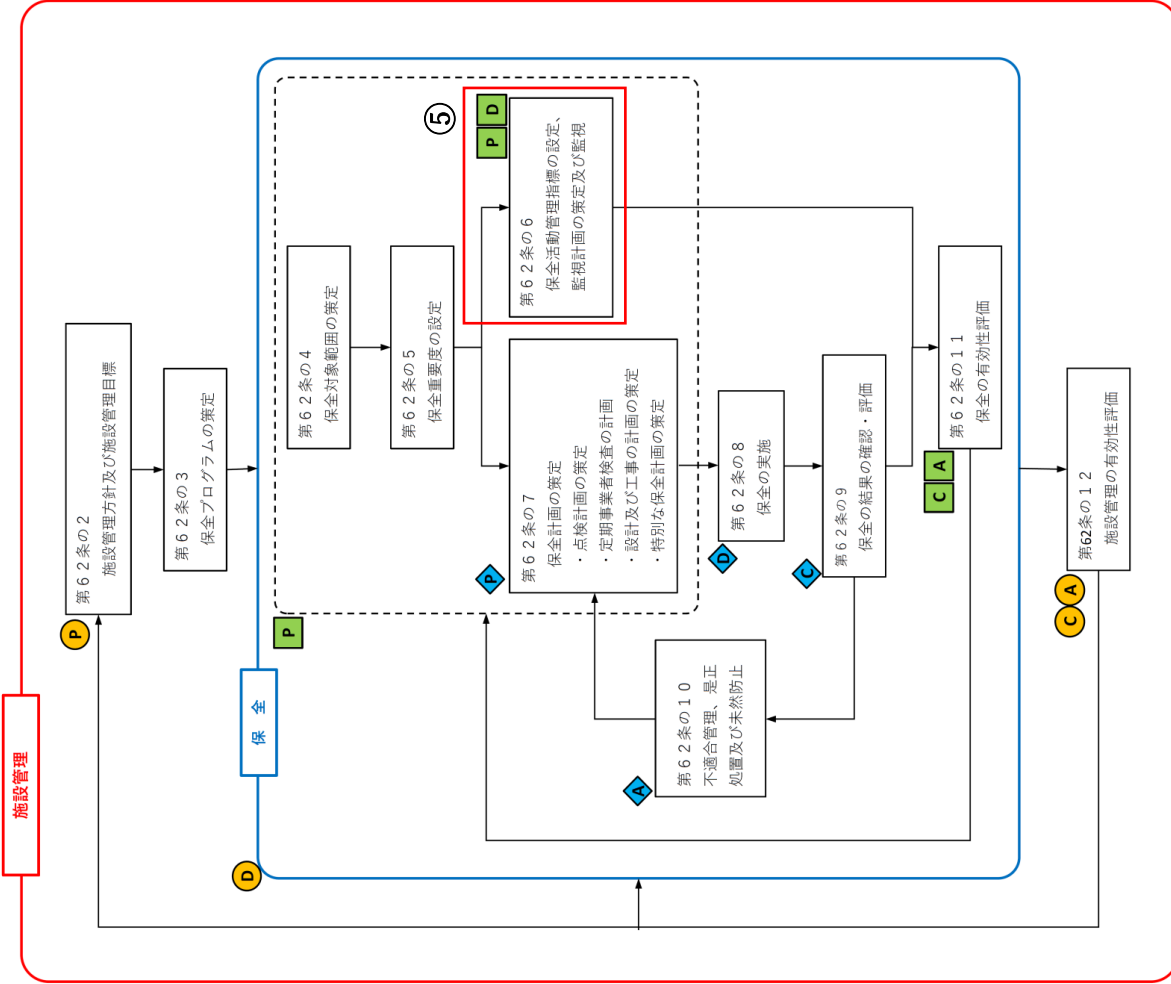 施設管理
P
第６２条の２
施設管理方針及び施設管理目標
第６２条の３
保全プログラムの策定
D
保 全
P
第６２条の４
保全対象範囲の策定
第６２条の５
保全重要度の設定
⑤
P D
第６２条の６
保全活動管理指標の設定、
監視計画の策定及び監視
P
第６２条の７
保全計画の策定
・点検計画の策定
・定期事業者検査の計画
・設計及び工事の計画の策定
・特別な保全計画の策定
D
第６２条の８
保全の実施
C
第６２条の９
保全の結果の確認・評価
A
第６２条の１０
不適合管理、是正
処置及び未然防止
C A
第６２条の１１
保全の有効性評価
C A
第62条の１２
施設管理の有効性評価